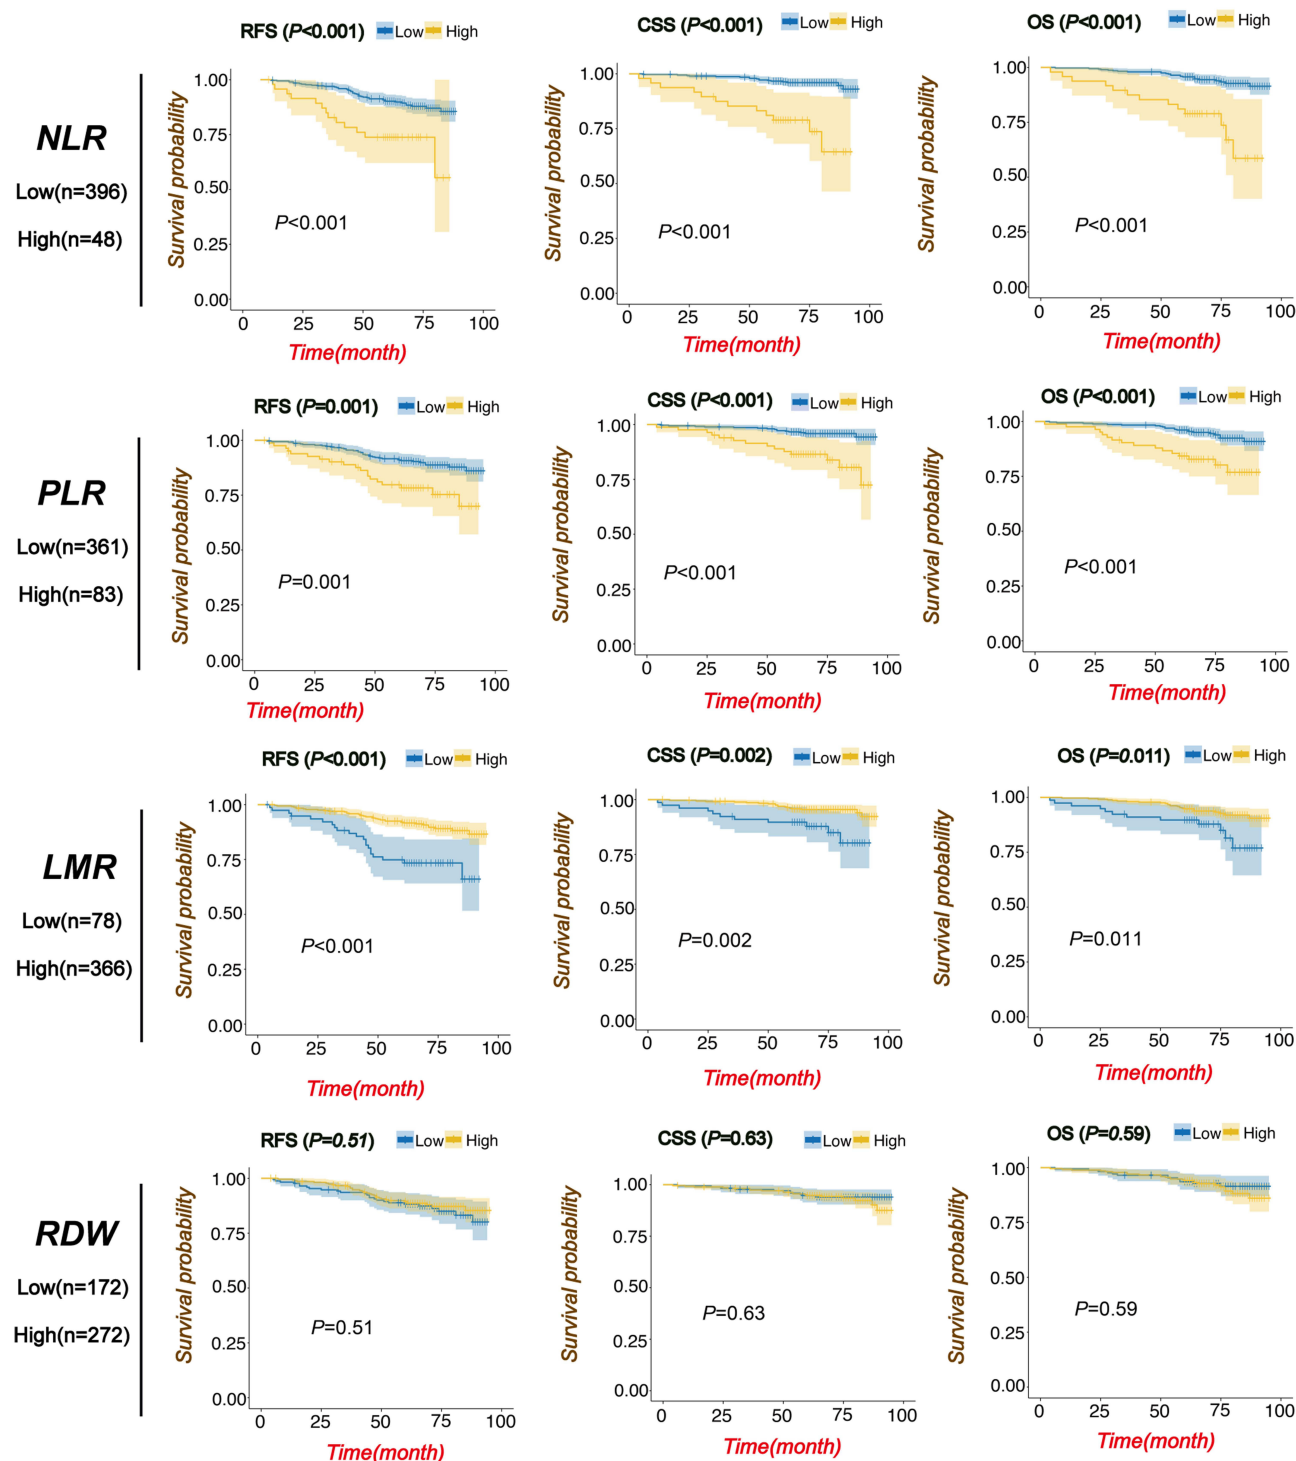 RFS (P<0.001) Low High
CSS (P<0.001) Low High
OS (P<0.001) Low High
NLR
Low(n=396)
High(n=48)
Survival probability
1.00
0.75
0.50
0.25
0.00
P<0.001
0 25 50 75 100
Time(month)
Survival probability
1.00
0.75
0.50
0.25
0.00
P<0.001
0 25 50 75 100
Time(month)
Survival probability
1.00
0.75
0.50
0.25
0.00
P<0.001
0 25 50 75 100
Time(month)
RFS (P=0.001) Low High
CSS (P<0.001) Low High
OS (P<0.001) Low High
PLR
Low(n=361)
High(n=83)
Survival probability
1.00
0.75
0.50
0.25
0.00
P=0.001
0 25 50 75 100
Time(month)
Survival probability
1.00
0.75
0.50
0.25
0.00
P<0.001
0 25 50 75 100
Time(month)
Survival probability
1.00
0.75
0.50
0.25
0.00
P<0.001
0 25 50 75 100
Time(month)
RFS (P<0.001) Low High
CSS (P=0.002) Low High
OS (P=0.011) Low High
LMR
Low(n=78)
High(n=366)
Survival probability
1.00
0.75
0.50
0.25
0.00
P<0.001
0 25 50 75 100
Time(month)
Survival probability
1.00
0.75
0.50
0.25
0.00
P=0.002
0 25 50 75 100
Time(month)
Survival probability
1.00
0.75
0.50
0.25
0.00
P=0.011
0 25 50 75 100
Time(month)
RFS (P=0.51) Low High
CSS (P=0.63) Low High
OS (P=0.59) Low High
RDW
Low(n=172)
High(n=272)
Survival probability
1.00
0.75
0.50
0.25
0.00
P=0.51
0 25 50 75 100
Time(month)
Survival probability
1.00
0.75
0.50
0.25
0.00
P=0.63
0 25 50 75 100
Time(month)
Survival probability
1.00
0.75
0.50
0.25
0.00
P=0.59
0 25 50 75 100
Time(month)